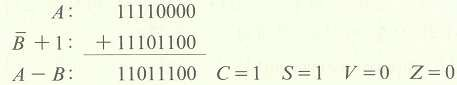 A: 11110000
B̅ + 1: + 11101100
A − B: 11011100 C = 1 S = 1 V = 0 Z = 0